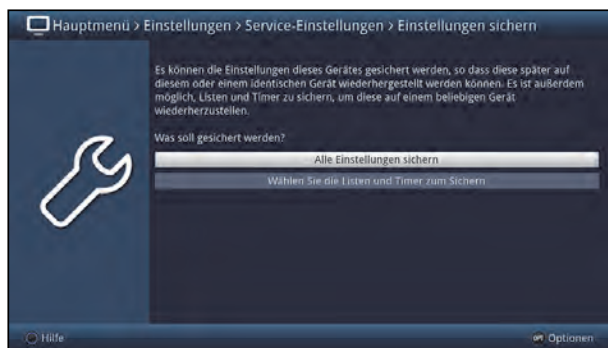 Hauptmenü > Einstellungen > Service-Einstellungen > Einstellungen sichern
Es können die Einstellungen dieses Gerätes gesichert werden, so dass diese später auf
diesem oder einem identischen Gerät wiederhergestellt werden können. Es ist außerdem
möglich, Listen und Timer zu sichern, um diese auf einem beliebigen Gerät
wiederherzustellen.
Was soll gesichert werden?
Alle Einstellungen sichern
Wählen Sie die Listen und Timer zum Sichern
Hilfe
OPT Optionen